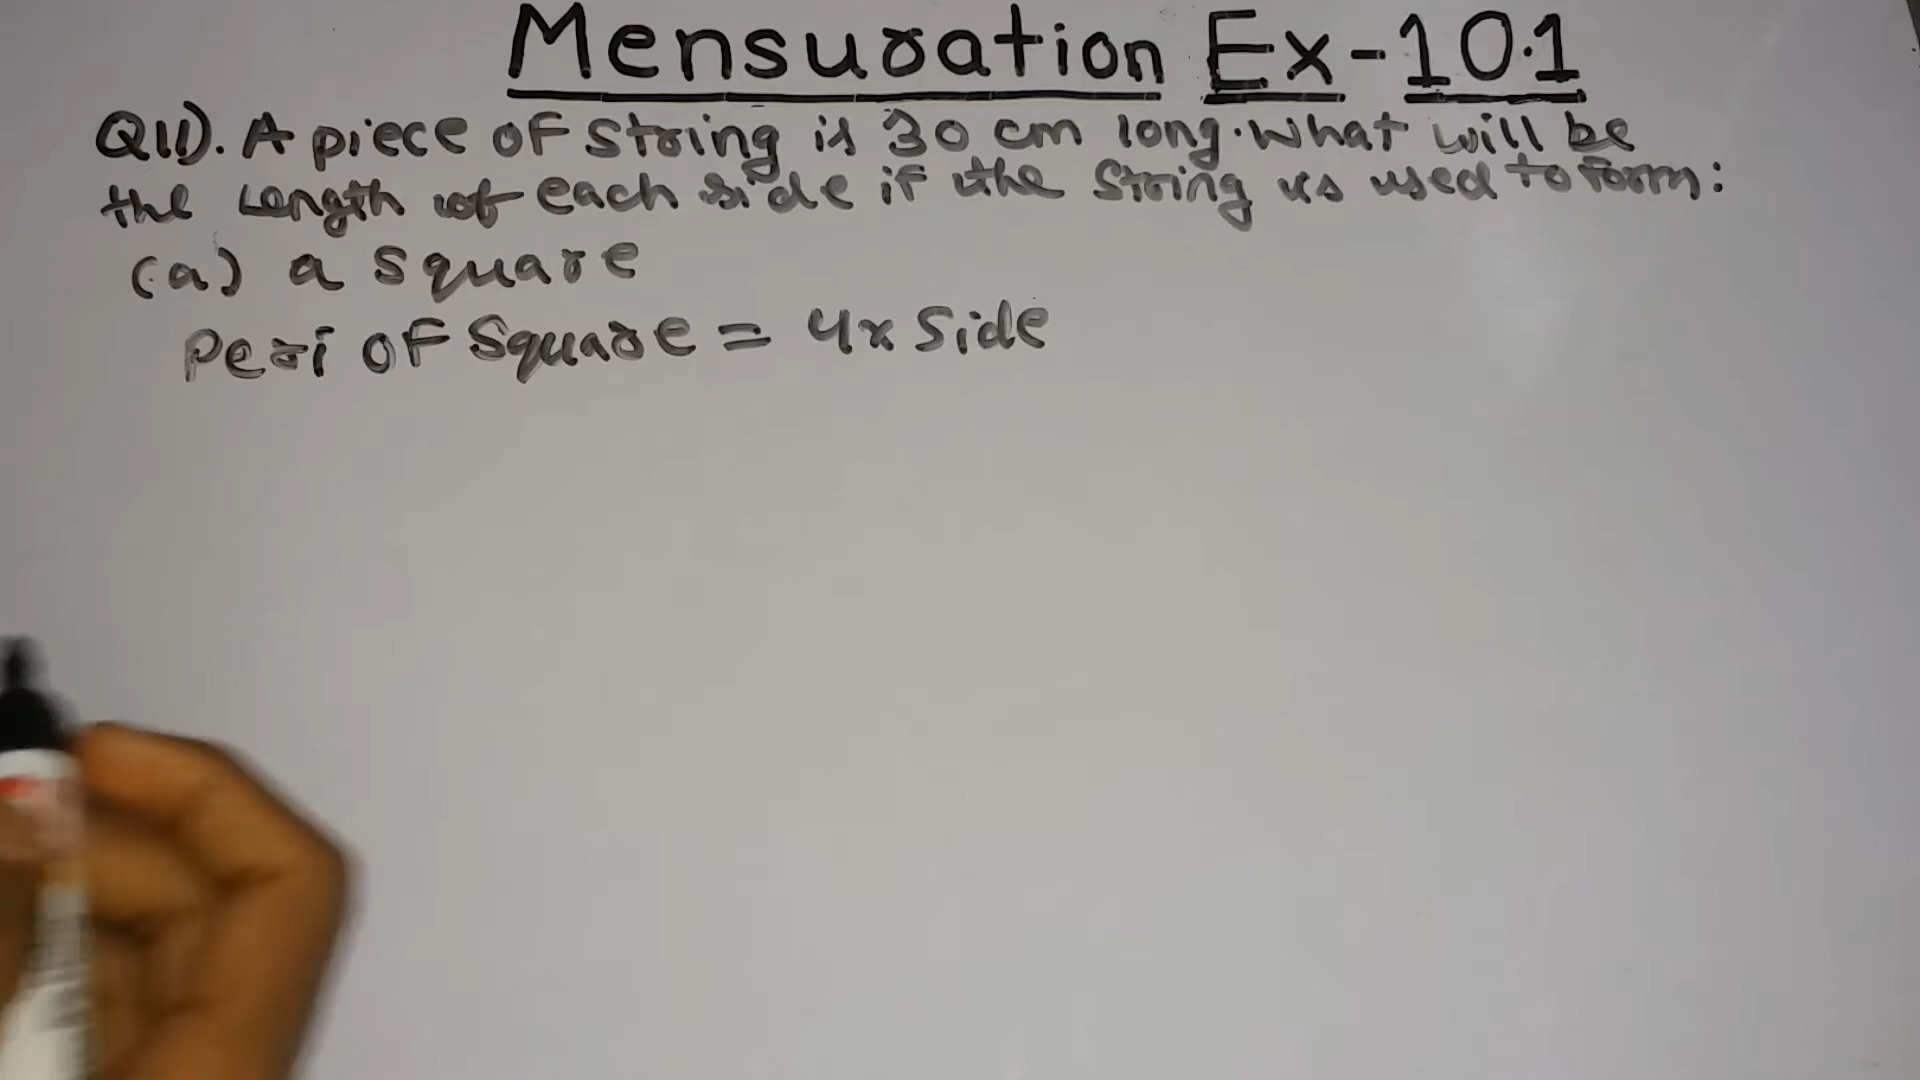 Mensuration Ex-10.1
Q11). A piece of string is 30 cm long. What will be
the length of each side if the string is used to form:
(a) a square
Peri of Square = 4x Side